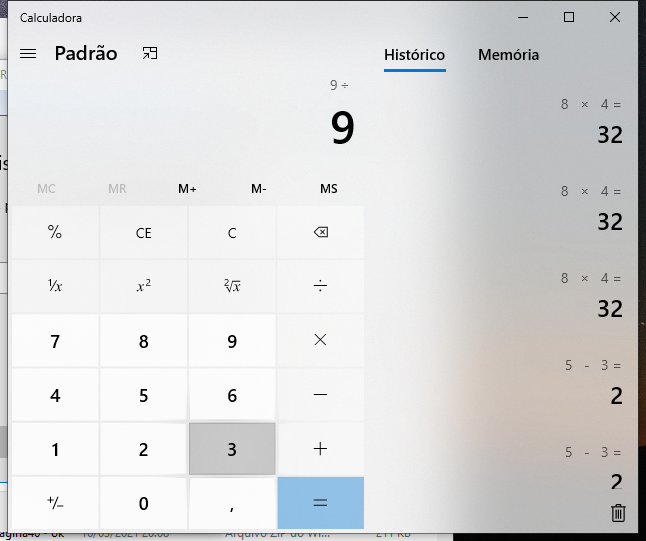 Calculadora
Padrão
Histórico
Memória
9 ÷
9
8 × 4 =
32
8 × 4 =
32
8 × 4 =
32
5 - 3 =
2
5 - 3 =
2
MC MR M+ M- MS
% CE C
¹/x x² ²√x ÷
7 8 9 ×
4 5 6 −
1 2 3 +
+/− 0 , =